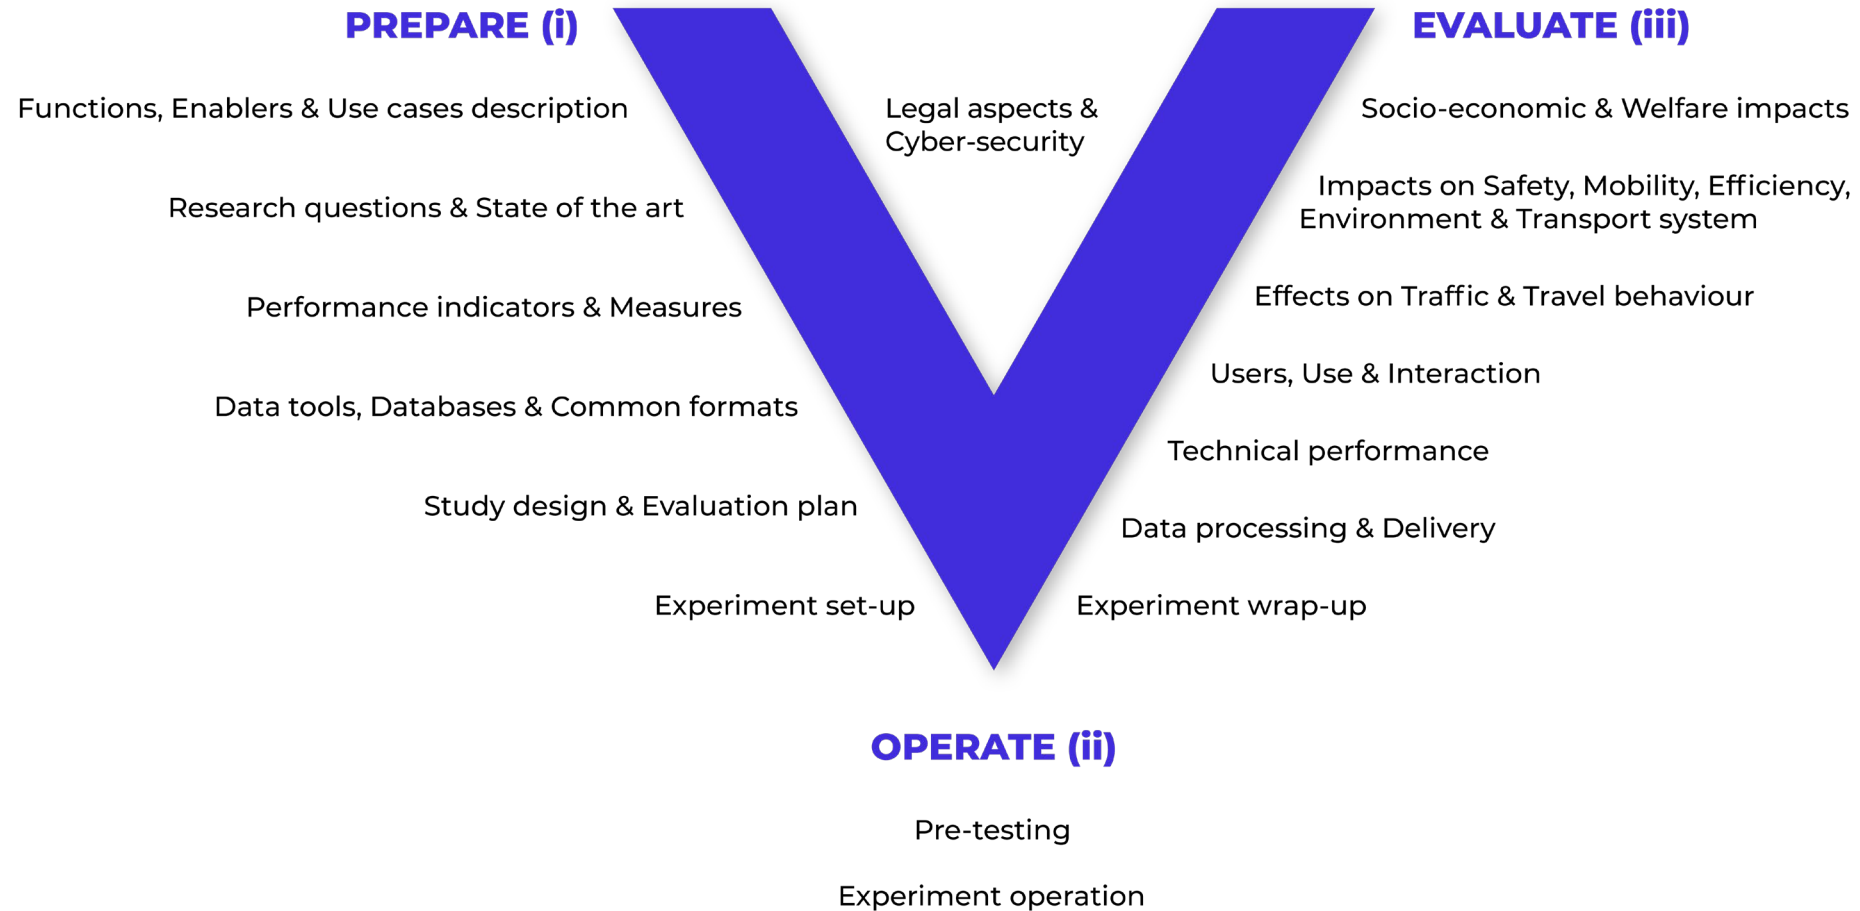 PREPARE (i)
Functions, Enablers & Use cases description
Research questions & State of the art
Performance indicators & Measures
Data tools, Databases & Common formats
Study design & Evaluation plan
Experiment set-up
Legal aspects &
Cyber-security
EVALUATE (iii)
Socio-economic & Welfare impacts
Impacts on Safety, Mobility, Efficiency,
Environment & Transport system
Effects on Traffic & Travel behaviour
Users, Use & Interaction
Technical performance
Data processing & Delivery
Experiment wrap-up
OPERATE (ii)
Pre-testing
Experiment operation